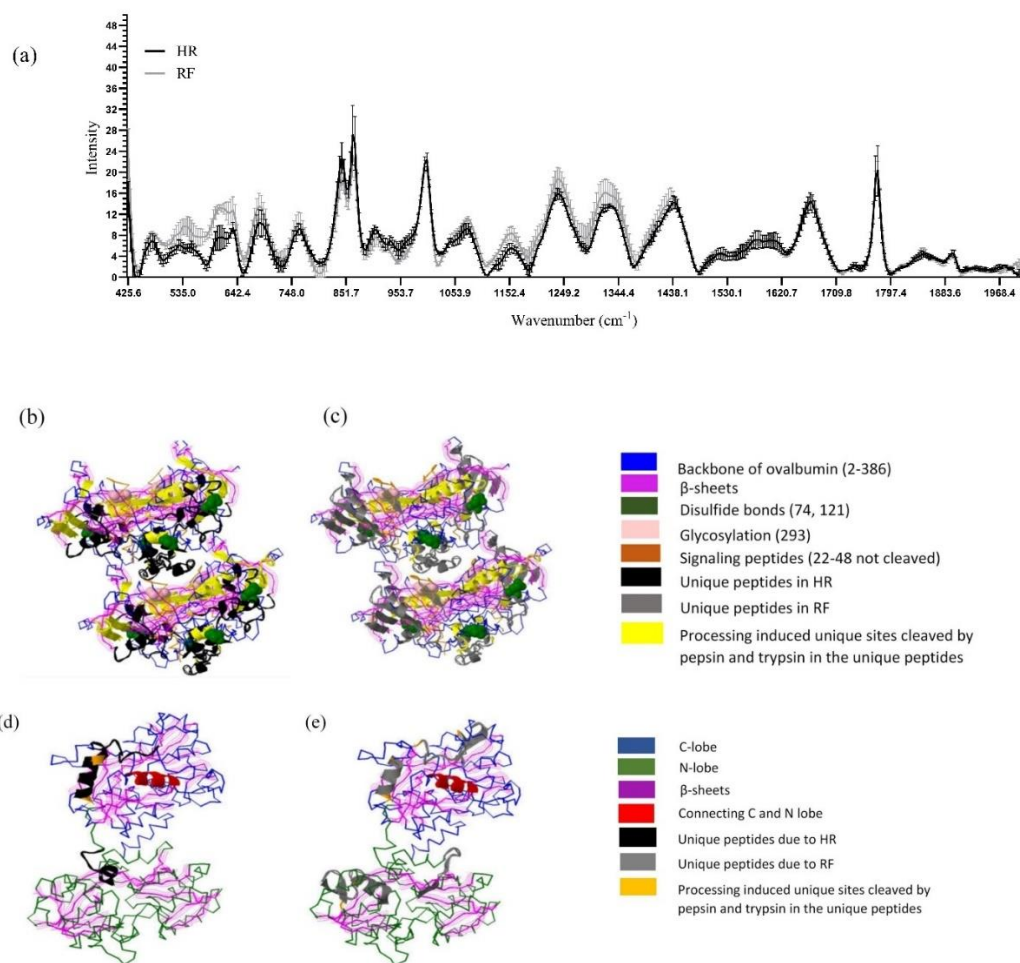 (a)
HR
RF
48
44
40
36
32
28
24
20
16
12
8
4
0
Intensity
425.6 535.0 642.4 748.0 851.7 953.7 1053.9 1152.4 1249.2 1344.4 1438.1 1530.1 1620.7 1709.8 1797.4 1883.6 1968.4
Wavenumber (cm⁻¹)
(b)
(c)
Backbone of ovalbumin (2-386)
β-sheets
Disulfide bonds (74, 121)
Glycosylation (293)
Signaling peptides (22-48 not cleaved)
Unique peptides in HR
Unique peptides in RF
Processing induced unique sites cleaved by
pepsin and trypsin in the unique peptides
(d)
(e)
C-lobe
N-lobe
β-sheets
Connecting C and N lobe
Unique peptides due to HR
Unique peptides due to RF
Processing induced unique sites cleaved by
pepsin and trypsin in the unique peptides